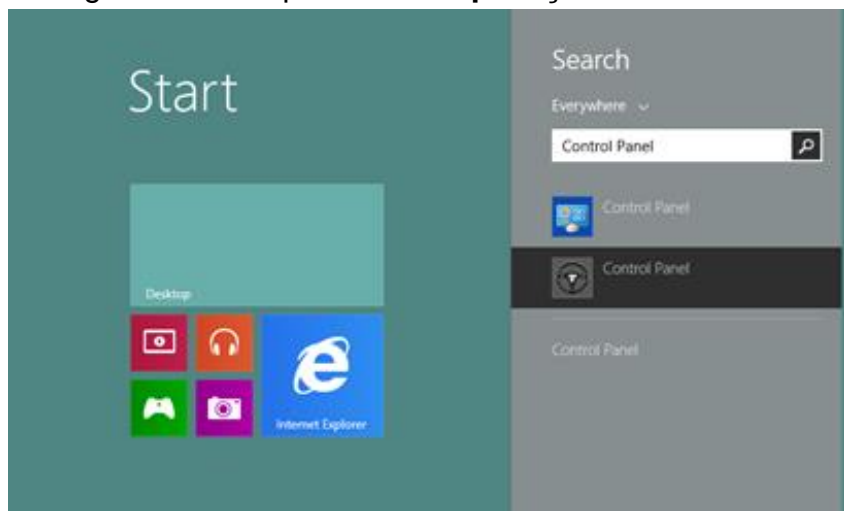 Start
Desktop
Internet Explorer
Search
Everywhere
Control Panel
Control Panel
Control Panel
Control Panel